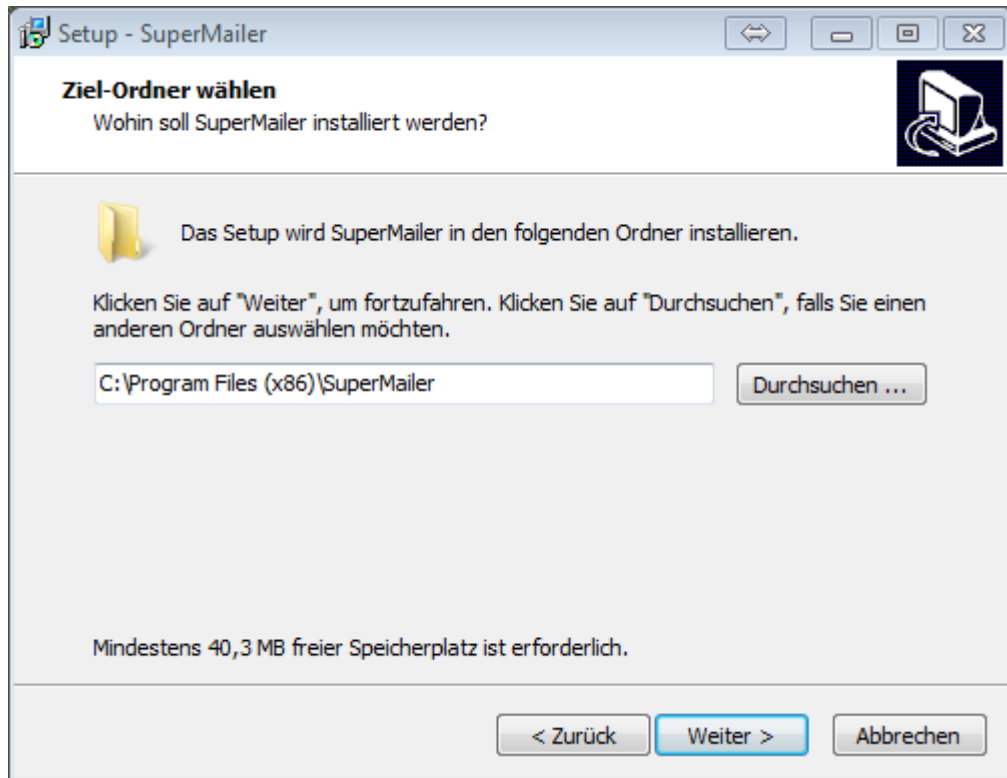 Setup - SuperMailer
Ziel-Ordner wählen
Wohin soll SuperMailer installiert werden?
Das Setup wird SuperMailer in den folgenden Ordner installieren.
Klicken Sie auf "Weiter", um fortzufahren. Klicken Sie auf "Durchsuchen", falls Sie einen
anderen Ordner auswählen möchten.
C:\Program Files (x86)\SuperMailer
Durchsuchen ...
Mindestens 40,3 MB freier Speicherplatz ist erforderlich.
< Zurück
Weiter >
Abbrechen